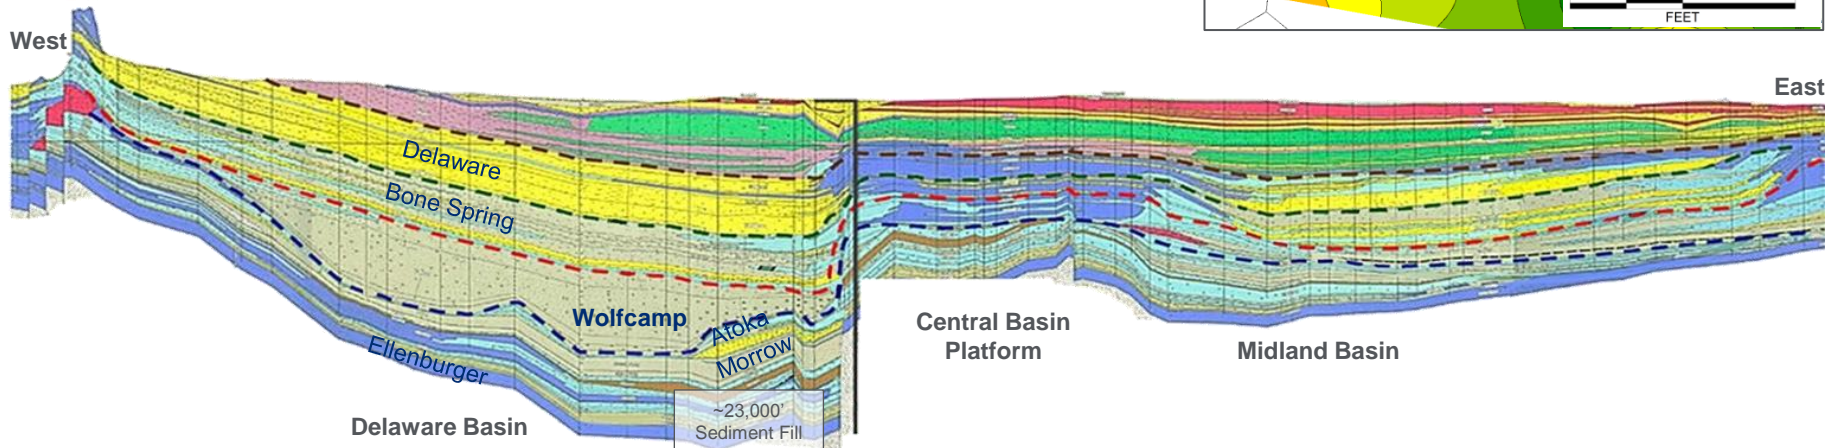 FEET
West
East
Delaware
Bone Spring
Wolfcamp
Atoka
Morrow
Ellenburger
Central Basin
Platform
Midland Basin
Delaware Basin
~23,000'
Sediment Fill